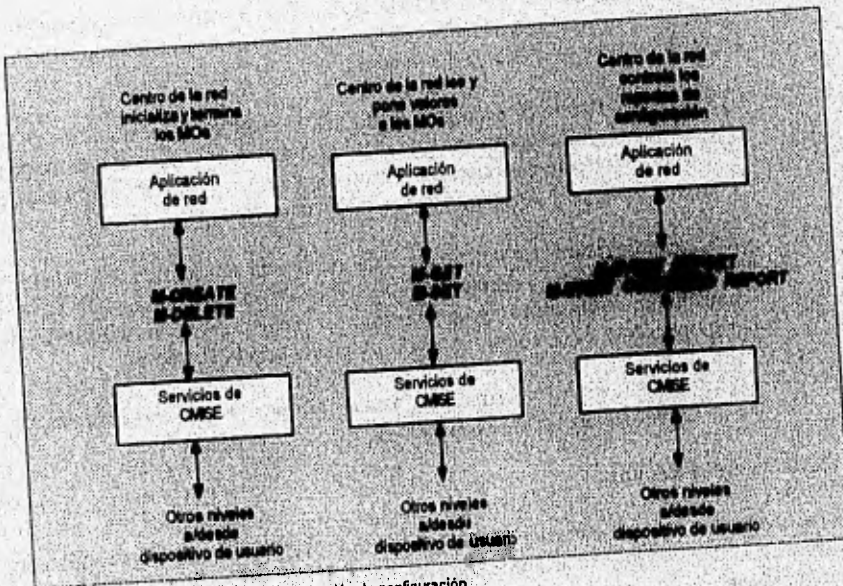 Centro de la red
inicializa y termina
los MOs
Aplicación
de red
M-CREATE
M-DELETE
Servicios de
CMISE
Otros niveles
a/desde
dispositivo de usuario
Centro de la red lee y
pone valores
a los MOs
Aplicación
de red
M-GET
M-SET
Servicios de
CMISE
Otros niveles
a/desde
dispositivo de usuario
Centro de la red
controla los
de
configuración
Aplicación
de red
REPORT
M-EVENT REPORT
Servicios de
CMISE
Otros niveles
a/desde
dispositivo de usuario
de configuración